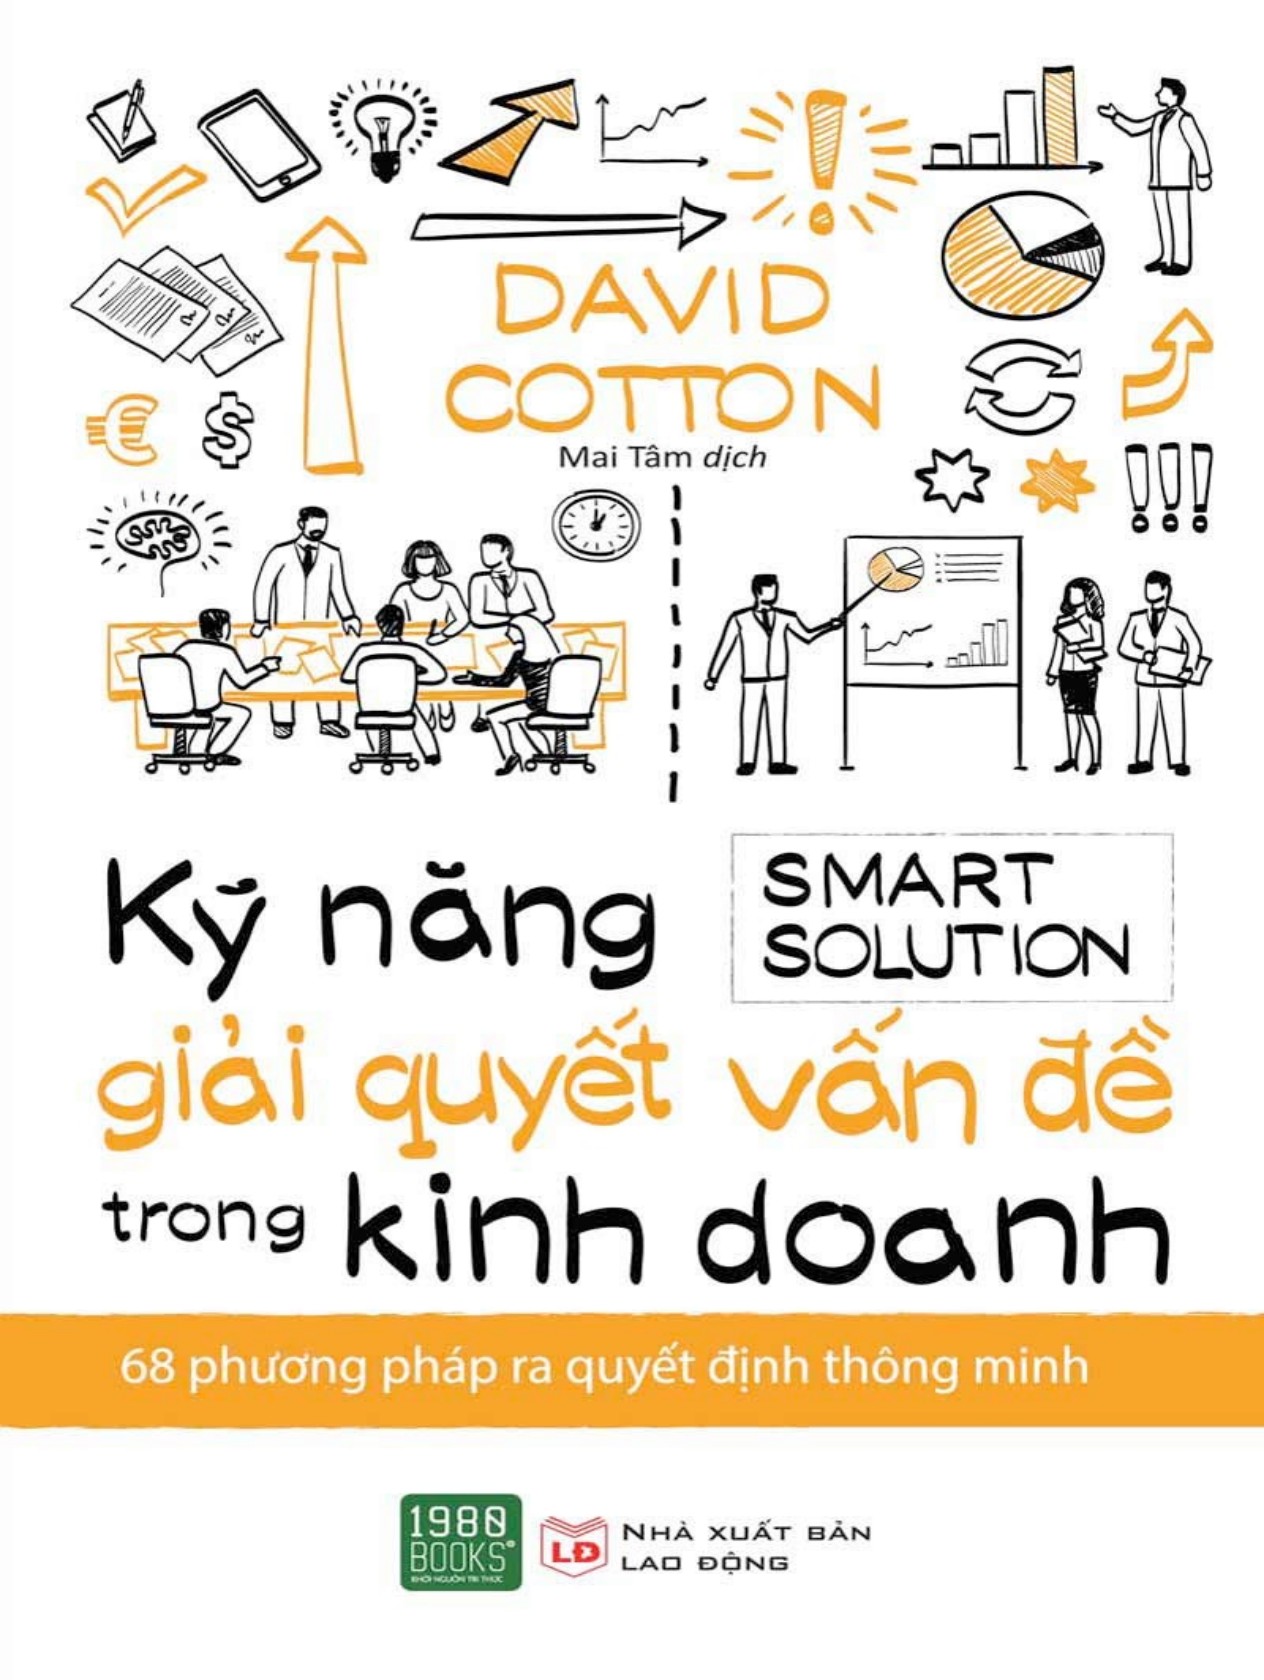 DAVID
COTTON
Mai Tâm dịch
Kỹ năng
SMART
SOLUTION
giải quyết vấn đề
trong kinh doanh
68 phương pháp ra quyết định thông minh
1980
BOOKS
KHƠI NGUỒN TRI THỨC
LĐ
NHÀ XUẤT BẢN
LAO ĐỘNG